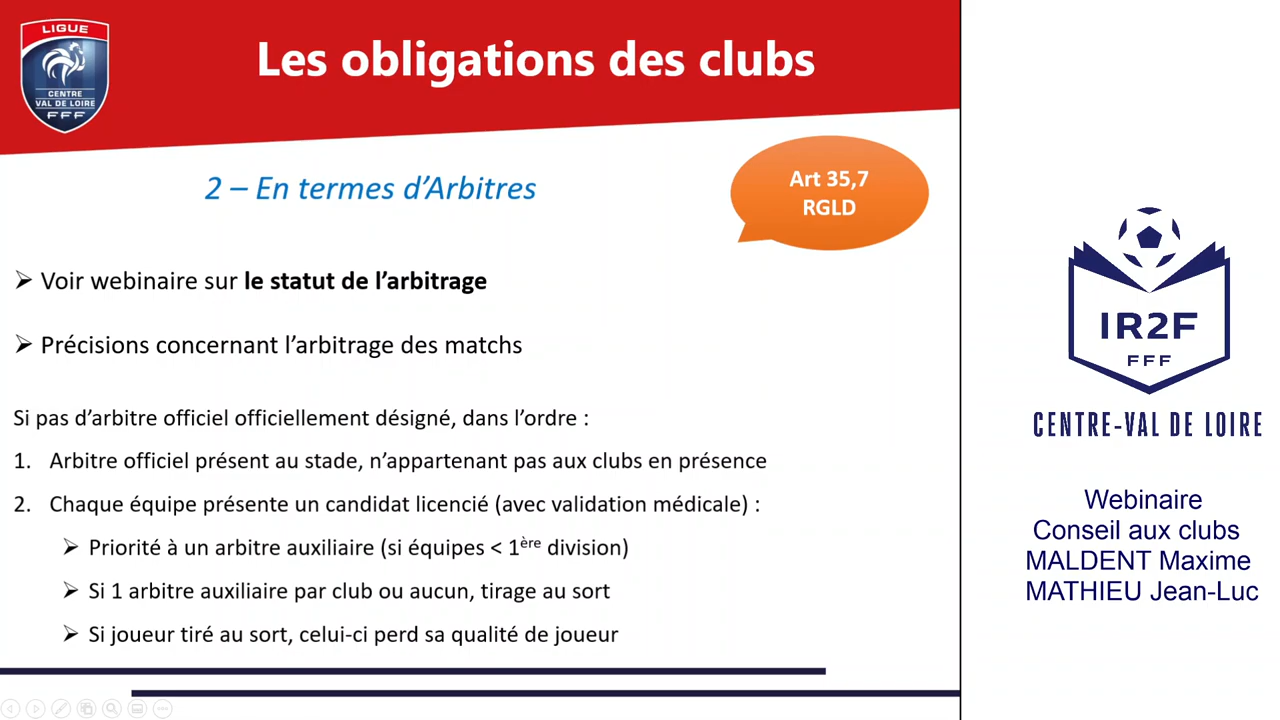 LIGUE
CENTRE
VAL DE LOIRE
FFF
Les obligations des clubs
2 – En termes d’Arbitres
Art 35,7
RGLD
➢ Voir webinaire sur le statut de l’arbitrage
➢ Précisions concernant l’arbitrage des matchs
Si pas d’arbitre officiel officiellement désigné, dans l’ordre :
1. Arbitre officiel présent au stade, n’appartenant pas aux clubs en présence
2. Chaque équipe présente un candidat licencié (avec validation médicale) :
➢ Priorité à un arbitre auxiliaire (si équipes < 1ère division)
➢ Si 1 arbitre auxiliaire par club ou aucun, tirage au sort
➢ Si joueur tiré au sort, celui-ci perd sa qualité de joueur
IR2F
FFF
CENTRE-VAL DE LOIRE
Webinaire
Conseil aux clubs
MALDENT Maxime
MATHIEU Jean-Luc